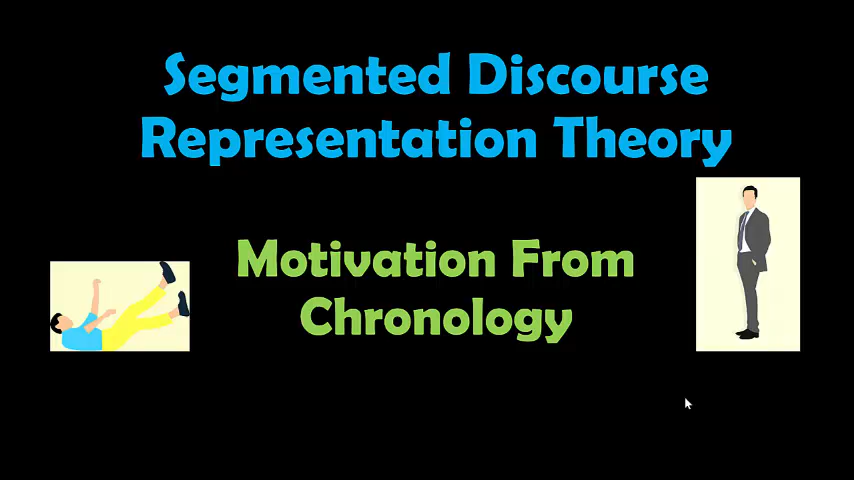 Segmented Discourse
Representation Theory
Motivation From
Chronology